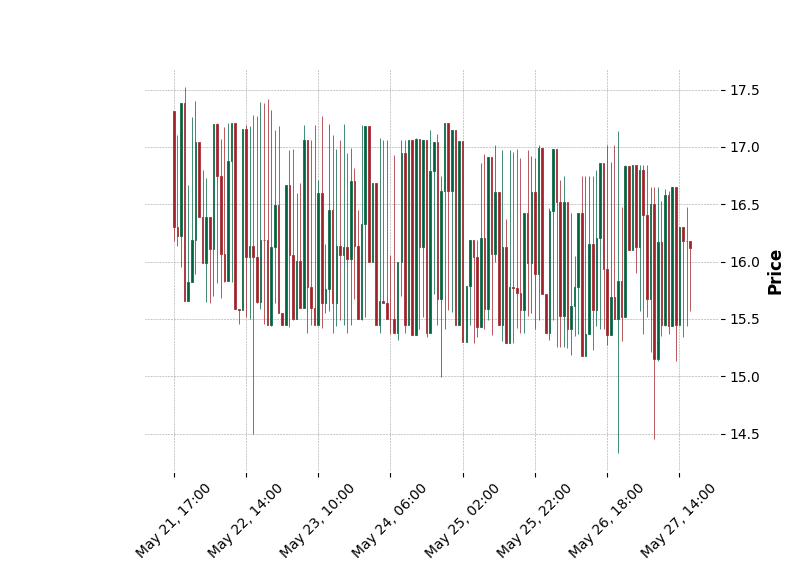 17.5
17.0
16.5
16.0
15.5
15.0
14.5
Price
May 21, 17:00
May 22, 14:00
May 23, 10:00
May 24, 06:00
May 25, 02:00
May 25, 22:00
May 26, 18:00
May 27, 14:00